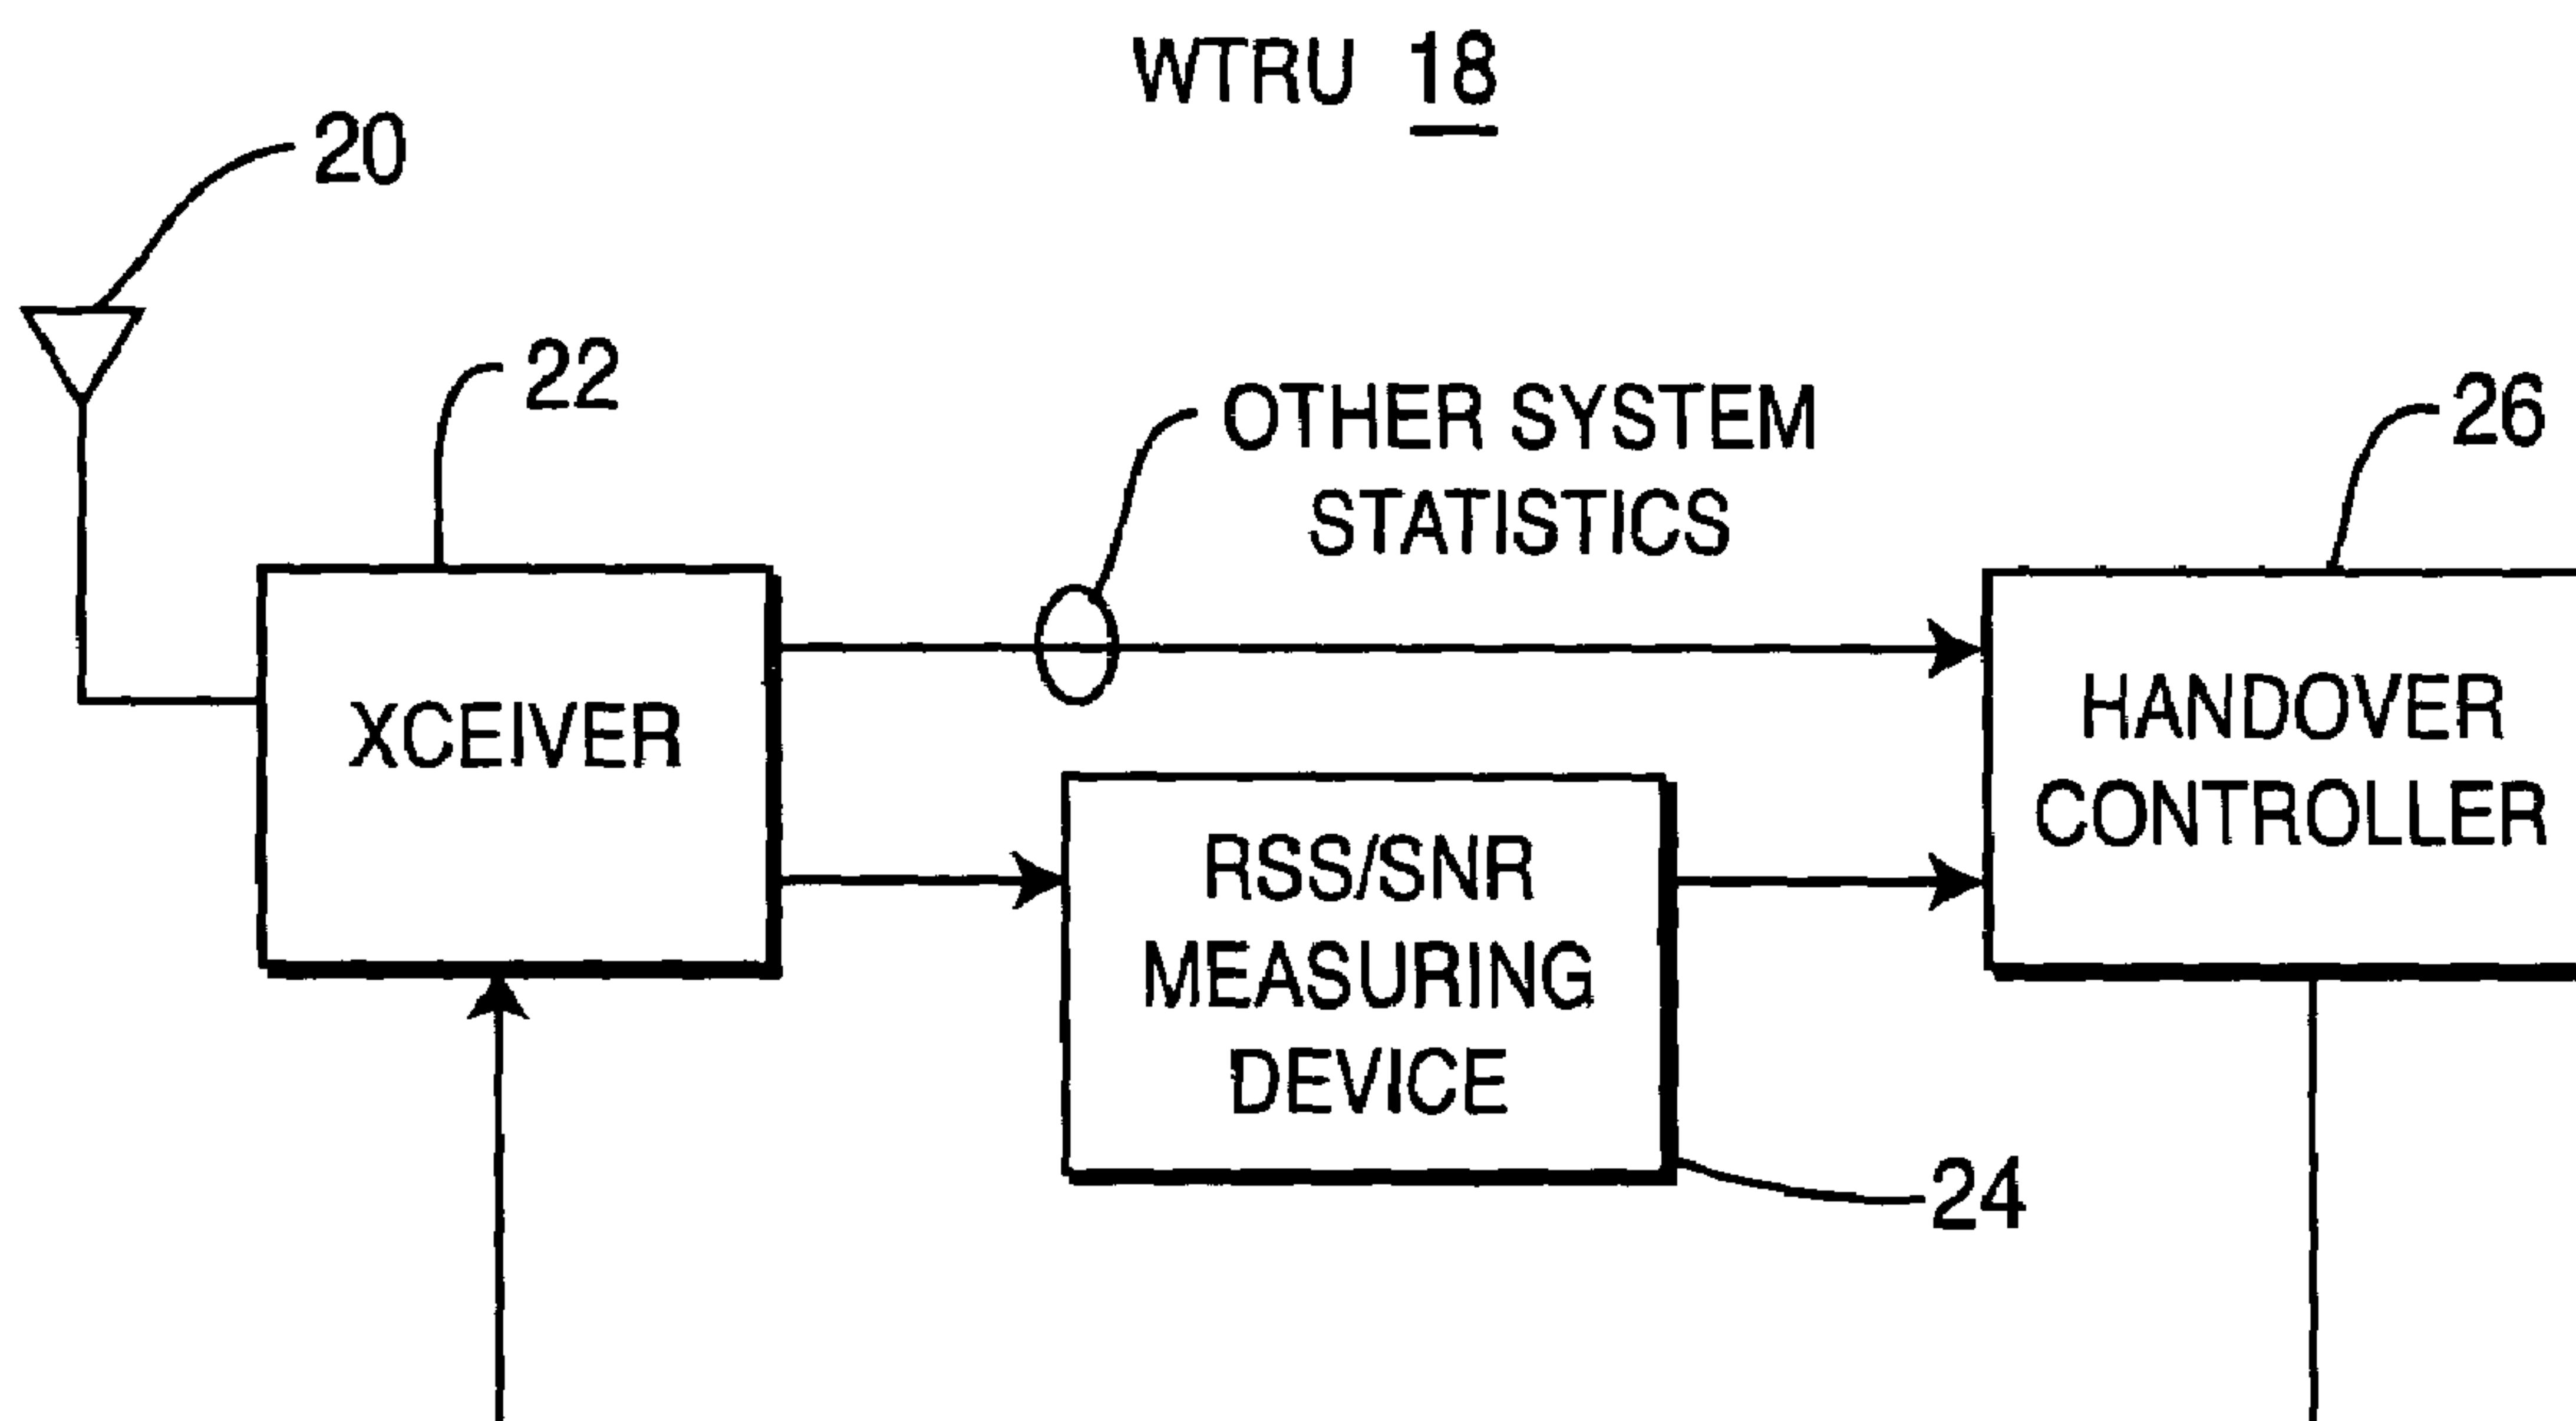 WTRU 18
20
22
OTHER SYSTEM
STATISTICS
26
XCEIVER
HANDOVER
CONTROLLER
RSS/SNR
MEASURING
DEVICE
24